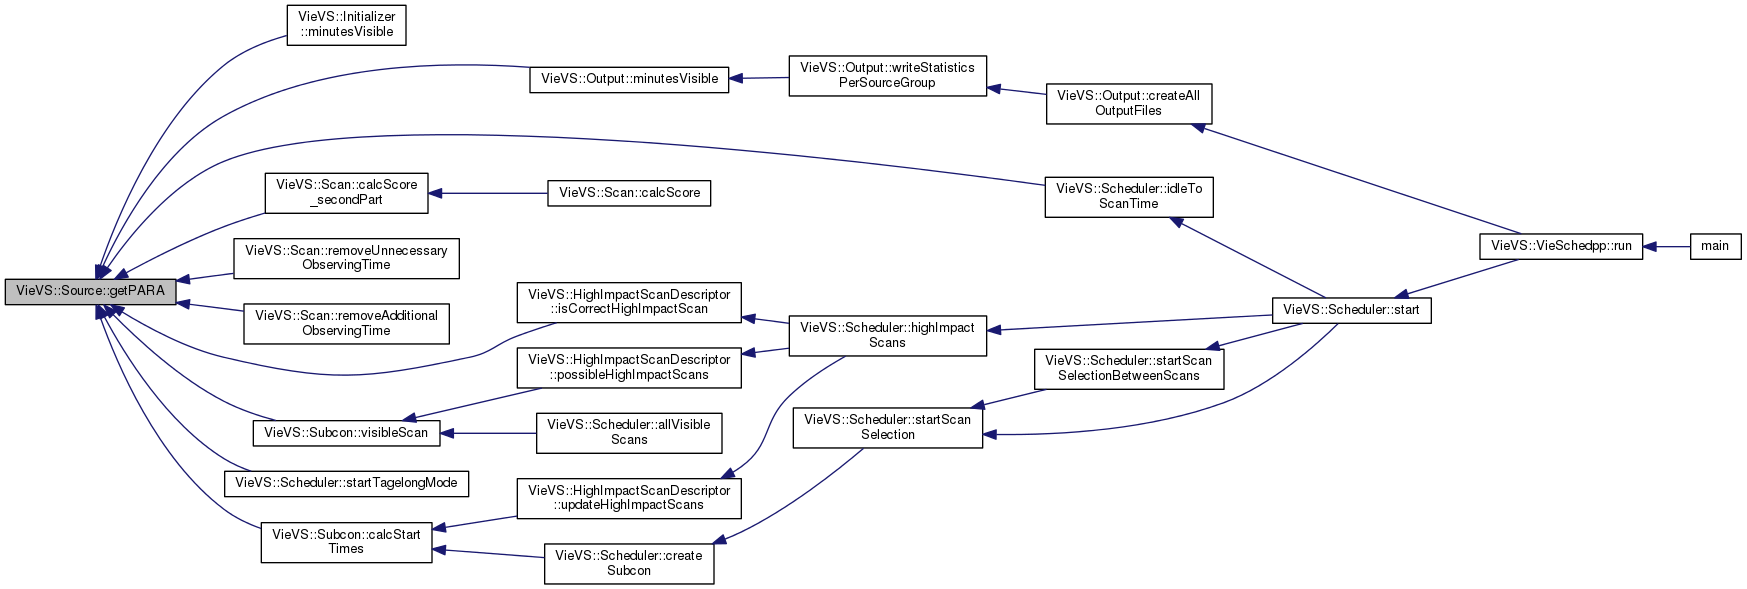 VieVS::Initializer
::minutesVisible
VieVS::Output::minutesVisible
VieVS::Output::writeStatistics
PerSourceGroup
VieVS::Output::createAll
OutputFiles
VieVS::Scan::calcScore
_secondPart
VieVS::Scan::calcScore
VieVS::Scheduler::idleTo
ScanTime
VieVS::Scan::removeUnnecessary
ObservingTime
VieVS::VieSchedpp::run
main
VieVS::Source::getPARA
VieVS::Scan::removeAdditional
ObservingTime
VieVS::HighImpactScanDescriptor
::isCorrectHighImpactScan
VieVS::Scheduler::start
VieVS::Scheduler::highImpact
Scans
VieVS::HighImpactScanDescriptor
::possibleHighImpactScans
VieVS::Scheduler::startScan
SelectionBetweenScans
VieVS::Subcon::visibleScan
VieVS::Scheduler::allVisible
Scans
VieVS::Scheduler::startScan
Selection
VieVS::Scheduler::startTagelongMode
VieVS::HighImpactScanDescriptor
::updateHighImpactScans
VieVS::Subcon::calcStart
Times
VieVS::Scheduler::create
Subcon